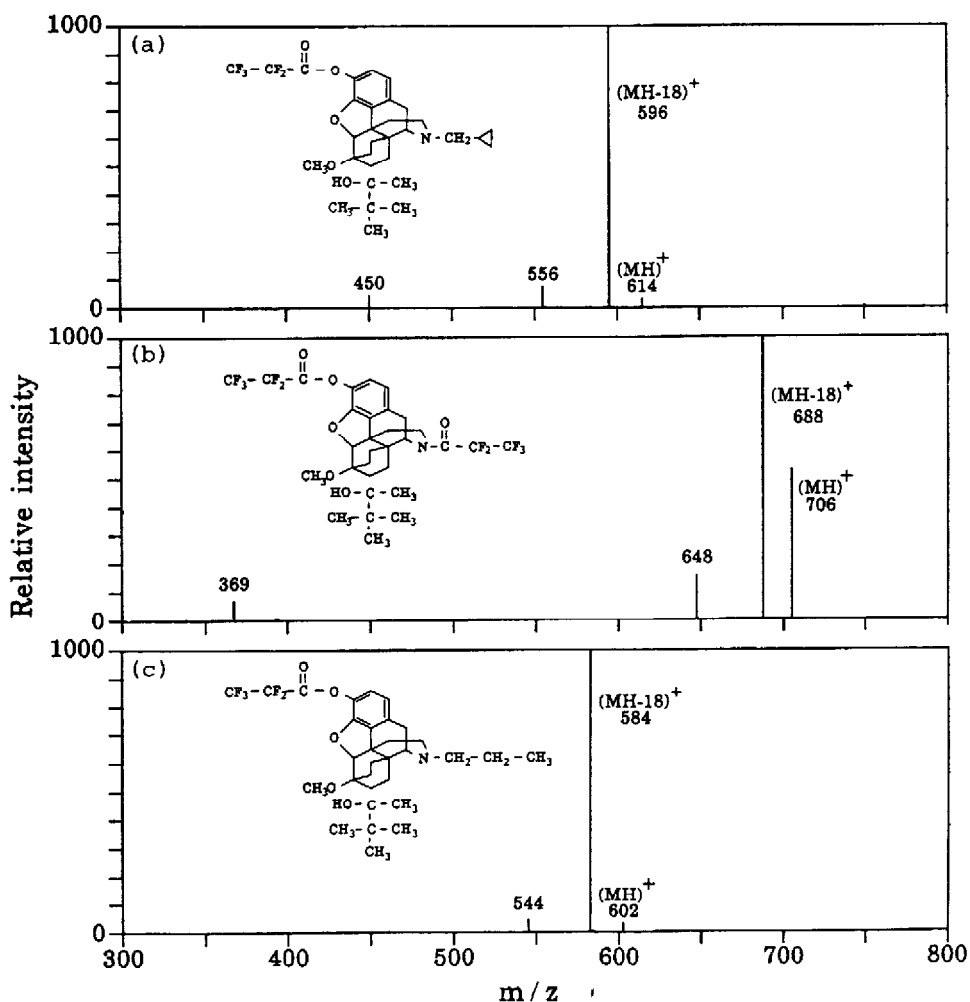 1000
(a)
O
CF₃-CF₂-C-O
O
N-CH₂
CH₃O
HO-C-CH₃
CH₃-C-CH₃
CH₃
(MH-18)⁺
596
(MH)⁺
614
556
450
0
1000
(b)
O
CF₃-CF₂-C-O
O
O
N-C-CF₂-CF₃
CH₃O
HO-C-CH₃
CH₃-C-CH₃
CH₃
(MH-18)⁺
688
(MH)⁺
706
648
369
0
1000
(c)
O
CF₃-CF₂-C-O
O
N-CH₂-CH₂-CH₃
CH₃O
HO-C-CH₃
CH₃-C-CH₃
CH₃
(MH-18)⁺
584
(MH)⁺
602
544
0
300 400 500 600 700 800
m/z
Relative intensity